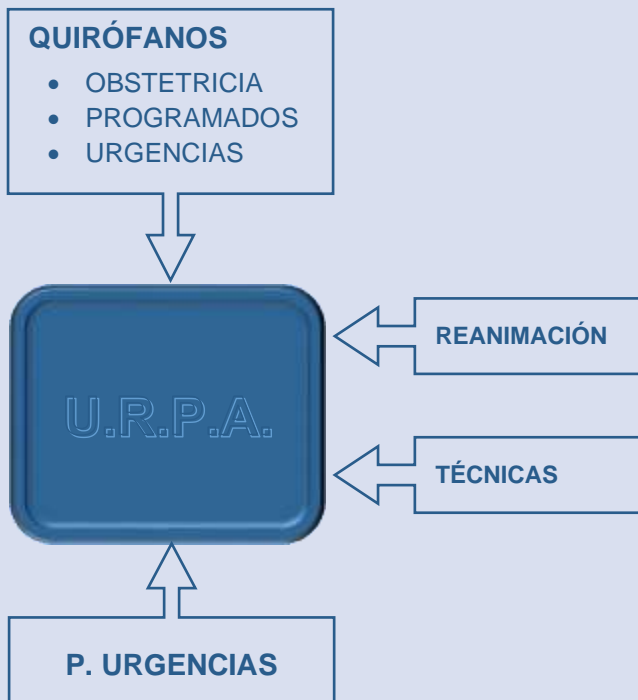 QUIRÓFANOS
• OBSTETRICIA
• PROGRAMADOS
• URGENCIAS
REANIMACIÓN
U.R.P.A.
TÉCNICAS
P. URGENCIAS